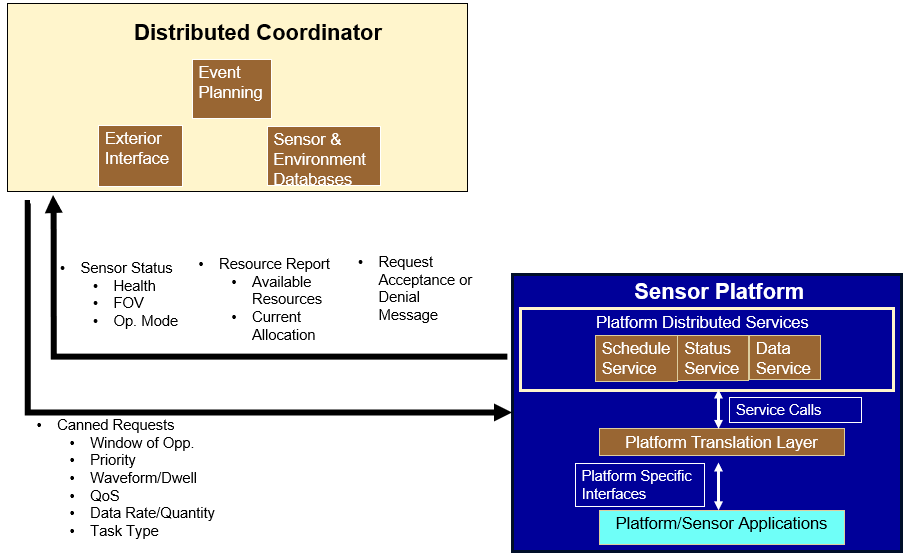 Distributed Coordinator
Event
Planning
Exterior
Interface
Sensor &
Environment
Databases
• Sensor Status
• Health
• FOV
• Op. Mode
• Resource Report
• Available
Resources
• Current
Allocation
• Request
Acceptance or
Denial
Message
Sensor Platform
Platform Distributed Services
Schedule
Service
Status
Service
Data
Service
Service Calls
Platform Translation Layer
Platform Specific
Interfaces
Platform/Sensor Applications
• Canned Requests
• Window of Opp.
• Priority
• Waveform/Dwell
• QoS
• Data Rate/Quantity
• Task Type